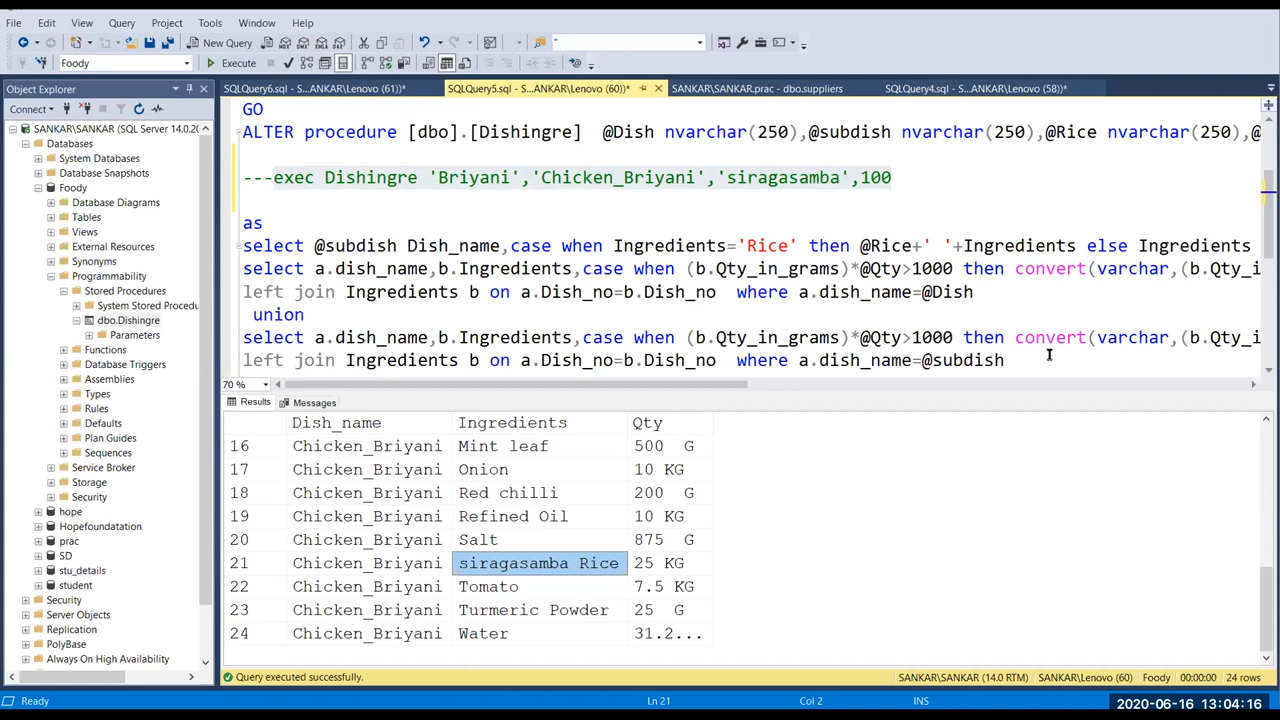 File Edit View Query Project Tools Window Help
New Query
Foody Execute
Object Explorer
Connect
SANKAR\SANKAR (SQL Server 14.0.20
Databases
System Databases
Database Snapshots
Foody
Database Diagrams
Tables
Views
External Resources
Synonyms
Programmability
Stored Procedures
System Stored Procedu
dbo.Dishingre
Parameters
Functions
Database Triggers
Assemblies
Types
Rules
Defaults
Plan Guides
Sequences
Service Broker
Storage
Security
hope
Hopefoundatation
prac
SD
stu_details
student
Security
Server Objects
Replication
PolyBase
Always On High Availability
SQLQuery6.sql - S...ANKAR\Lenovo (61))* SQLQuery5.sql - S...ANKAR\Lenovo (60))* SANKAR\SANKAR.prac - dbo.suppliers SQLQuery4.sql - S...ANKAR\Lenovo (58))*
GO
ALTER procedure [dbo].[Dishingre] @Dish nvarchar(250),@subdish nvarchar(250),@Rice nvarchar(250),@
---exec Dishingre 'Briyani','Chicken_Briyani','siragasamba',100
as
select @subdish Dish_name,case when Ingredients='Rice' then @Rice+' '+Ingredients else Ingredients
select a.dish_name,b.Ingredients,case when (b.Qty_in_grams)*@Qty>1000 then convert(varchar,(b.Qty_i
left join Ingredients b on a.Dish_no=b.Dish_no where a.dish_name=@Dish
union
select a.dish_name,b.Ingredients,case when (b.Qty_in_grams)*@Qty>1000 then convert(varchar,(b.Qty_i
left join Ingredients b on a.Dish_no=b.Dish_no where a.dish_name=@subdish
70 %
Results Messages
Dish_name Ingredients Qty
16 Chicken_Briyani Mint leaf 500 G
17 Chicken_Briyani Onion 10 KG
18 Chicken_Briyani Red chilli 200 G
19 Chicken_Briyani Refined Oil 10 KG
20 Chicken_Briyani Salt 875 G
21 Chicken_Briyani siragasamba Rice 25 KG
22 Chicken_Briyani Tomato 7.5 KG
23 Chicken_Briyani Turmeric Powder 25 G
24 Chicken_Briyani Water 31.2...
Query executed successfully. SANKAR\SANKAR (14.0 RTM) SANKAR\Lenovo (60) Foody 00:00:00 24 rows
Ready Ln 21 Col 2 INS
2020-06-16 13:04:16